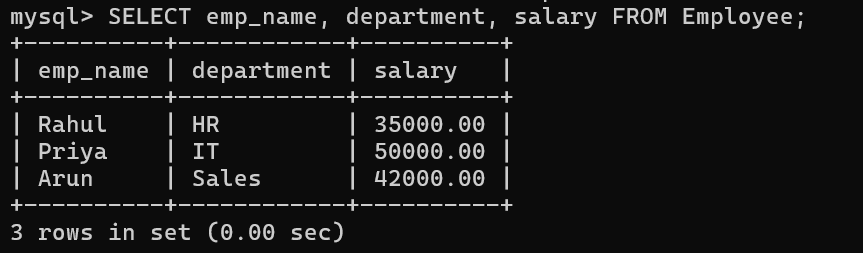 mysql> SELECT emp_name, department, salary FROM Employee;
+----------+------------+----------+
| emp_name | department | salary   |
+----------+------------+----------+
| Rahul    | HR         | 35000.00 |
| Priya    | IT         | 50000.00 |
| Arun     | Sales      | 42000.00 |
+----------+------------+----------+
3 rows in set (0.00 sec)